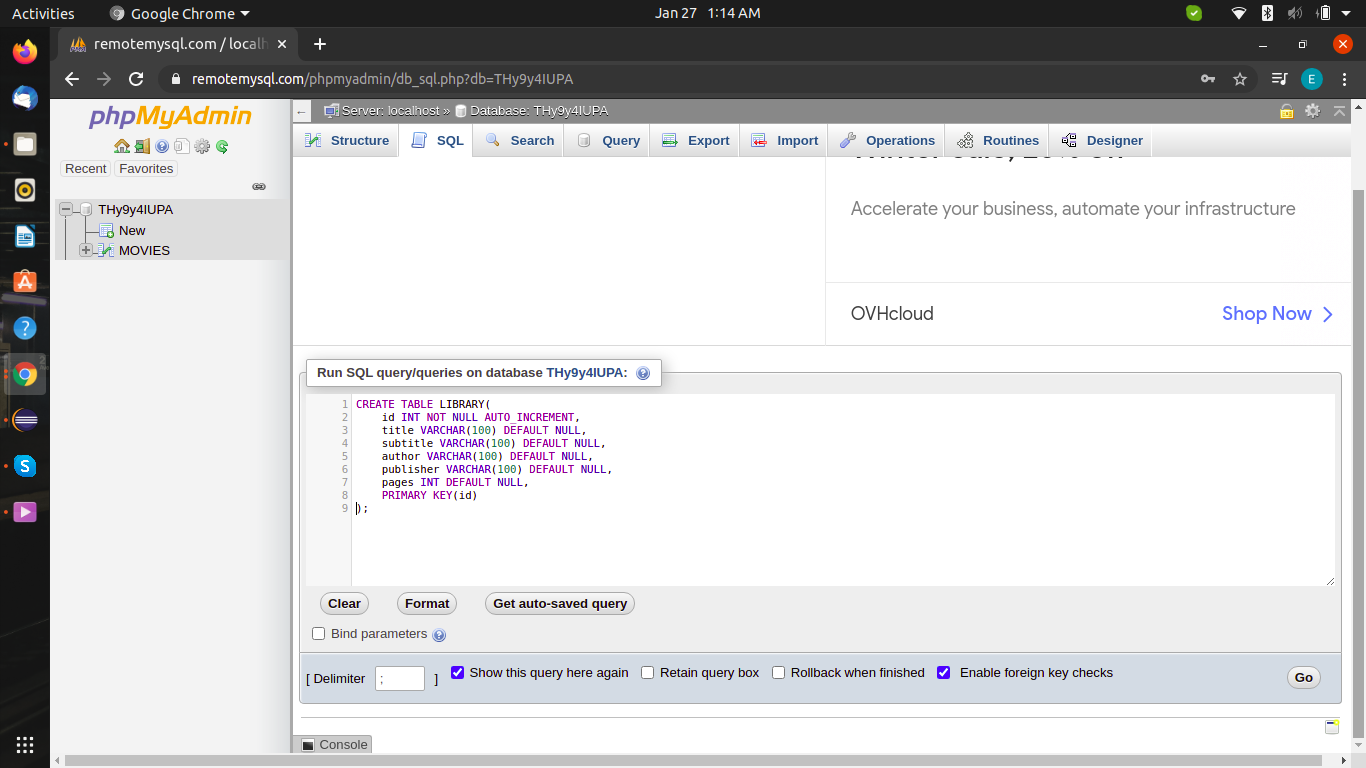 Activities
Google Chrome
Jan 27 1:14 AM
remotemysql.com / localh
remotemysql.com/phpmyadmin/db_sql.php?db=THy9y4IUPA
E
phpMyAdmin
Recent
Favorites
THy9y4IUPA
New
MOVIES
Server: localhost » Database: THy9y4IUPA
Structure
SQL
Search
Query
Export
Import
Operations
Routines
Designer
Accelerate your business, automate your infrastructure
OVHcloud
Shop Now
Run SQL query/queries on database THy9y4IUPA:
1 CREATE TABLE LIBRARY(
2 id INT NOT NULL AUTO_INCREMENT,
3 title VARCHAR(100) DEFAULT NULL,
4 subtitle VARCHAR(100) DEFAULT NULL,
5 author VARCHAR(100) DEFAULT NULL,
6 publisher VARCHAR(100) DEFAULT NULL,
7 pages INT DEFAULT NULL,
8 PRIMARY KEY(id)
9 );
Clear
Format
Get auto-saved query
Bind parameters
[ Delimiter ; ]
Show this query here again
Retain query box
Rollback when finished
Enable foreign key checks
Go
Console